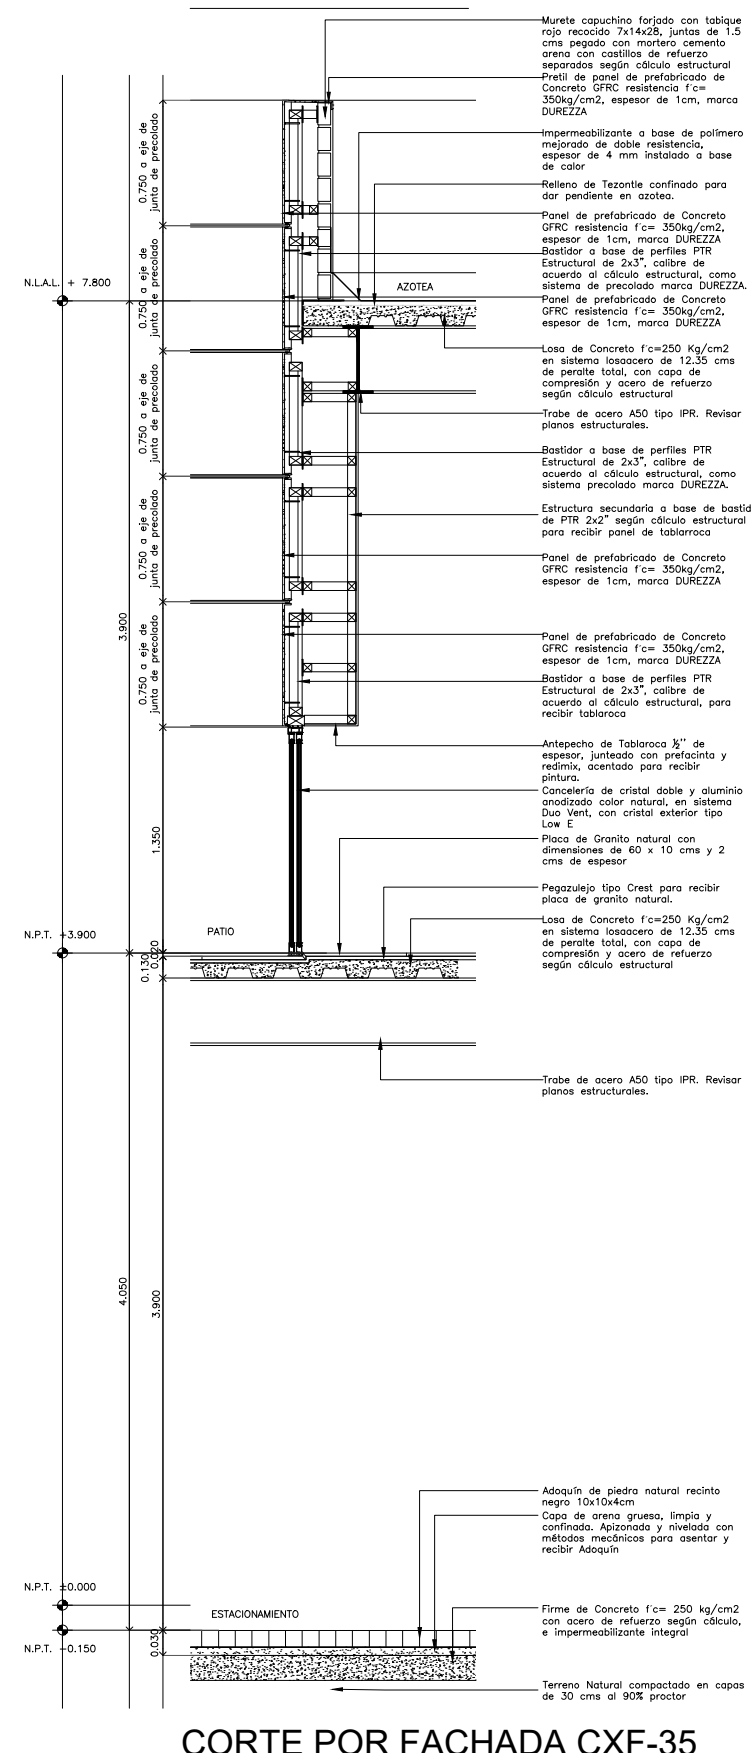 Murete capuchino forjado con tabique
rojo recocido 7x14x28, juntas de 1.5
cms pegado con mortero cemento
arena con castillos de refuerzo
separados según cálculo estructural
Pretil de panel de prefabricado de
Concreto GFRC resistencia f'c=
350kg/cm2, espesor de 1cm, marca
DUREZZA
Impermeabilizante a base de polímero
mejorado de doble resistencia,
espesor de 4 mm instalado a base
de calor
Relleno de Tezontle confinado para
dar pendiente en azotea.
Panel de prefabricado de Concreto
GFRC resistencia f'c= 350kg/cm2,
espesor de 1cm, marca DUREZZA
Bastidor a base de perfiles PTR
Estructural de 2x3", calibre de
acuerdo al cálculo estructural, como
sistema de precolado marca DUREZZA.
Panel de prefabricado de Concreto
GFRC resistencia f'c= 350kg/cm2,
espesor de 1cm, marca DUREZZA
Losa de Concreto f'c=250 Kg/cm2
en sistema losaacero de 12.35 cms
de peralte total, con capa de
compresión y acero de refuerzo
según cálculo estructural
Trabe de acero A50 tipo IPR. Revisar
planos estructurales.
Bastidor a base de perfiles PTR
Estructural de 2x3", calibre de
acuerdo al cálculo estructural, como
sistema precolado marca DUREZZA.
Estructura secundaria a base de bastid
de PTR 2x2" según cálculo estructural
para recibir panel de tablarroca
Panel de prefabricado de Concreto
GFRC resistencia f'c= 350kg/cm2,
espesor de 1cm, marca DUREZZA
Panel de prefabricado de Concreto
GFRC resistencia f'c= 350kg/cm2,
espesor de 1cm, marca DUREZZA
Bastidor a base de perfiles PTR
Estructural de 2x3", calibre de
acuerdo al cálculo estructural, para
recibir tablaroca
Antepecho de Tablaroca ½'' de
espesor, junteado con prefacinta y
redimix, acentado para recibir
pintura.
Cancelería de cristal doble y aluminio
anodizado color natural, en sistema
Duo Vent, con cristal exterior tipo
Low E
Placa de Granito natural con
dimensiones de 60 x 10 cms y 2
cms de espesor
Pegazulejo tipo Crest para recibir
placa de granito natural.
Losa de Concreto f'c=250 Kg/cm2
en sistema losaacero de 12.35 cms
de peralte total, con capa de
compresión y acero de refuerzo
según cálculo estructural
Trabe de acero A50 tipo IPR. Revisar
planos estructurales.
Adoquín de piedra natural recinto
negro 10x10x4cm
Capa de arena gruesa, limpia y
confinada. Apizonada y nivelada con
métodos mecánicos para asentar y
recibir Adoquín
Firme de Concreto f'c= 250 kg/cm2
con acero de refuerzo según cálculo,
e impermeabilizante integral
Terreno Natural compactado en capas
de 30 cms al 90% proctor
0.750 a eje de
junta de precolado
0.750 a eje de
junta de precolado
0.750 a eje de
junta de precolado
0.750 a eje de
junta de precolado
0.750 a eje de
junta de precolado
N.L.A.L. + 7.800
AZOTEA
3.900
1.350
PATIO
N.P.T. +3.900
0.020
0.130
4.050
3.900
N.P.T. ±0.000
ESTACIONAMIENTO
N.P.T. -0.150
0.030
CORTE POR FACHADA CXF-35